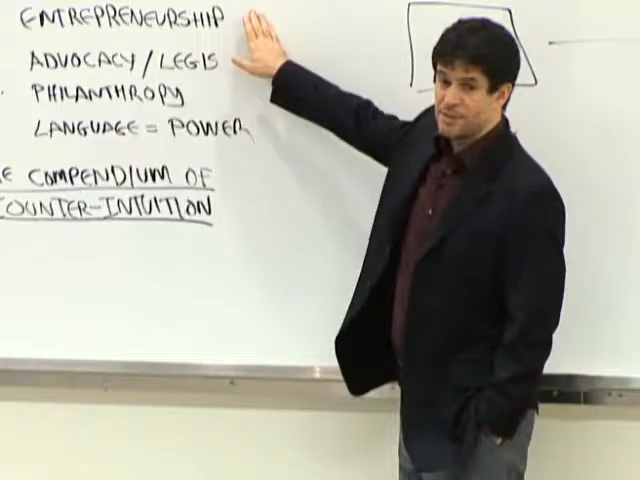 ENTREPRENEURSHIP
ADVOCACY / LEGIS
PHILANTHROPY
LANGUAGE = POWER
COMPENDIUM OF
COUNTER-INTUITION